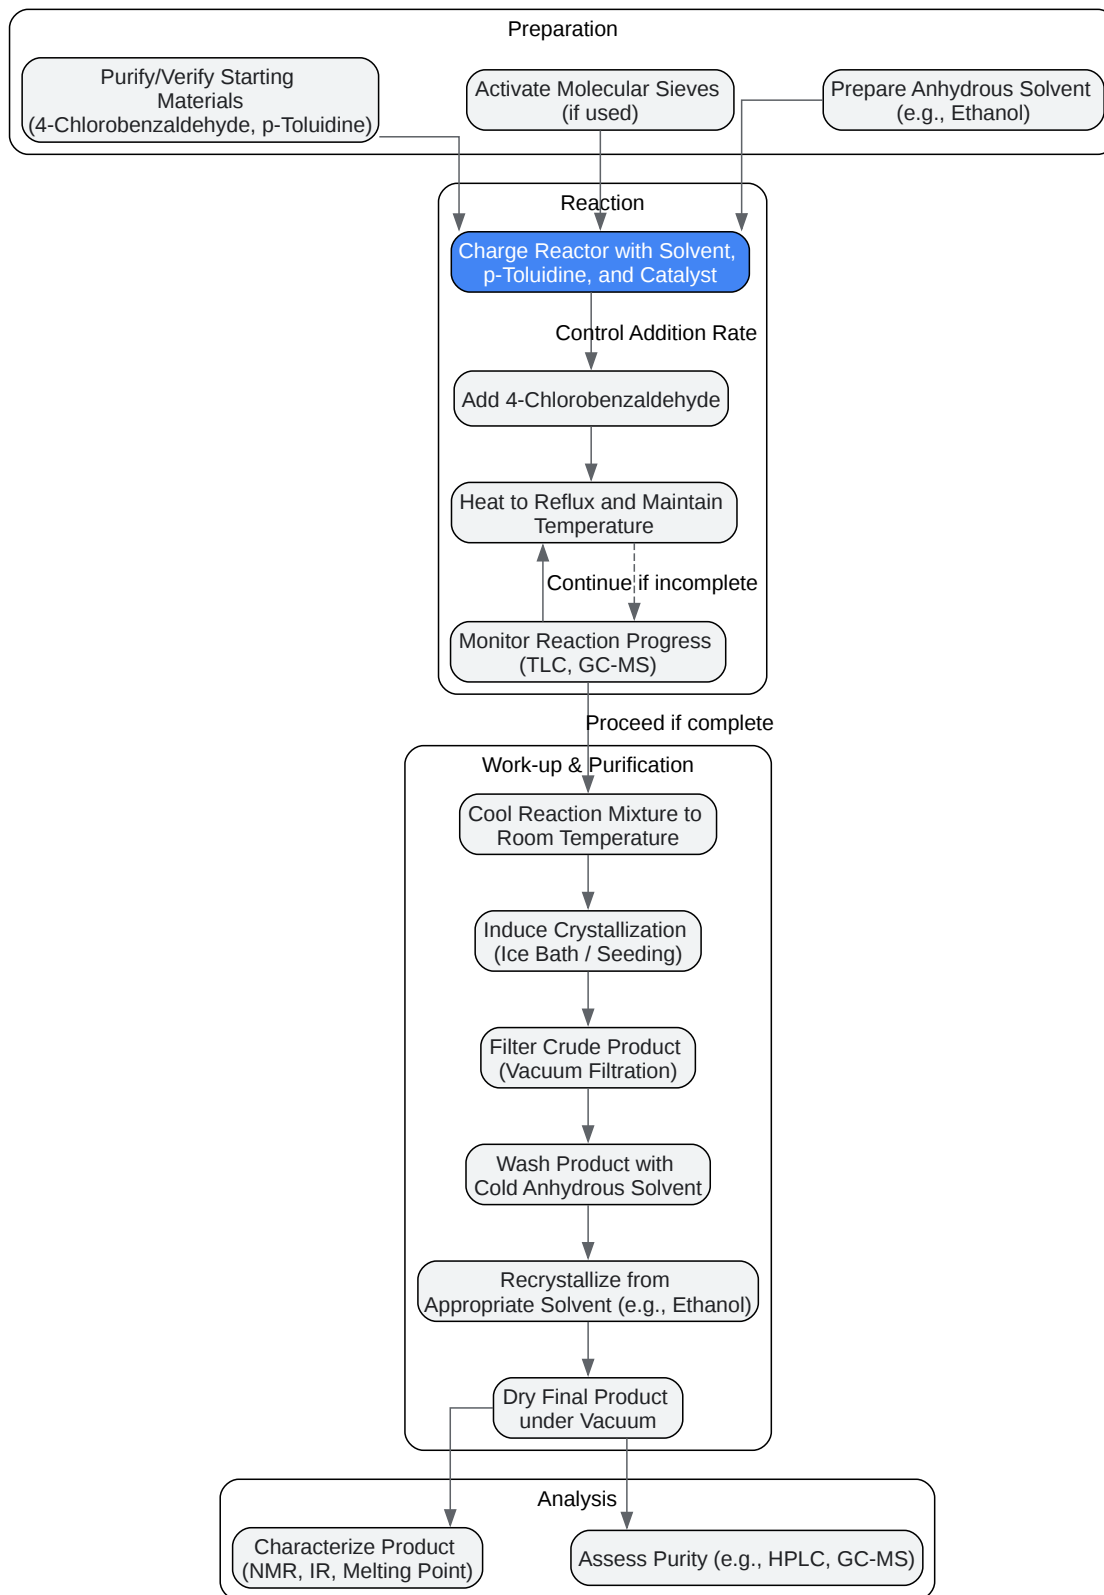 Preparation
Purify/Verify Starting
Materials
(4-Chlorobenzaldehyde, p-Toluidine)
Activate Molecular Sieves
(if used)
Prepare Anhydrous Solvent
(e.g., Ethanol)
Reaction
Charge Reactor with Solvent,
p-Toluidine, and Catalyst
Control Addition Rate
Add 4-Chlorobenzaldehyde
Heat to Reflux and Maintain
Temperature
Continue if incomplete
Monitor Reaction Progress
(TLC, GC-MS)
Proceed if complete
Work-up & Purification
Cool Reaction Mixture to
Room Temperature
Induce Crystallization
(Ice Bath / Seeding)
Filter Crude Product
(Vacuum Filtration)
Wash Product with
Cold Anhydrous Solvent
Recrystallize from
Appropriate Solvent (e.g., Ethanol)
Dry Final Product
under Vacuum
Analysis
Characterize Product
(NMR, IR, Melting Point)
Assess Purity (e.g., HPLC, GC-MS)